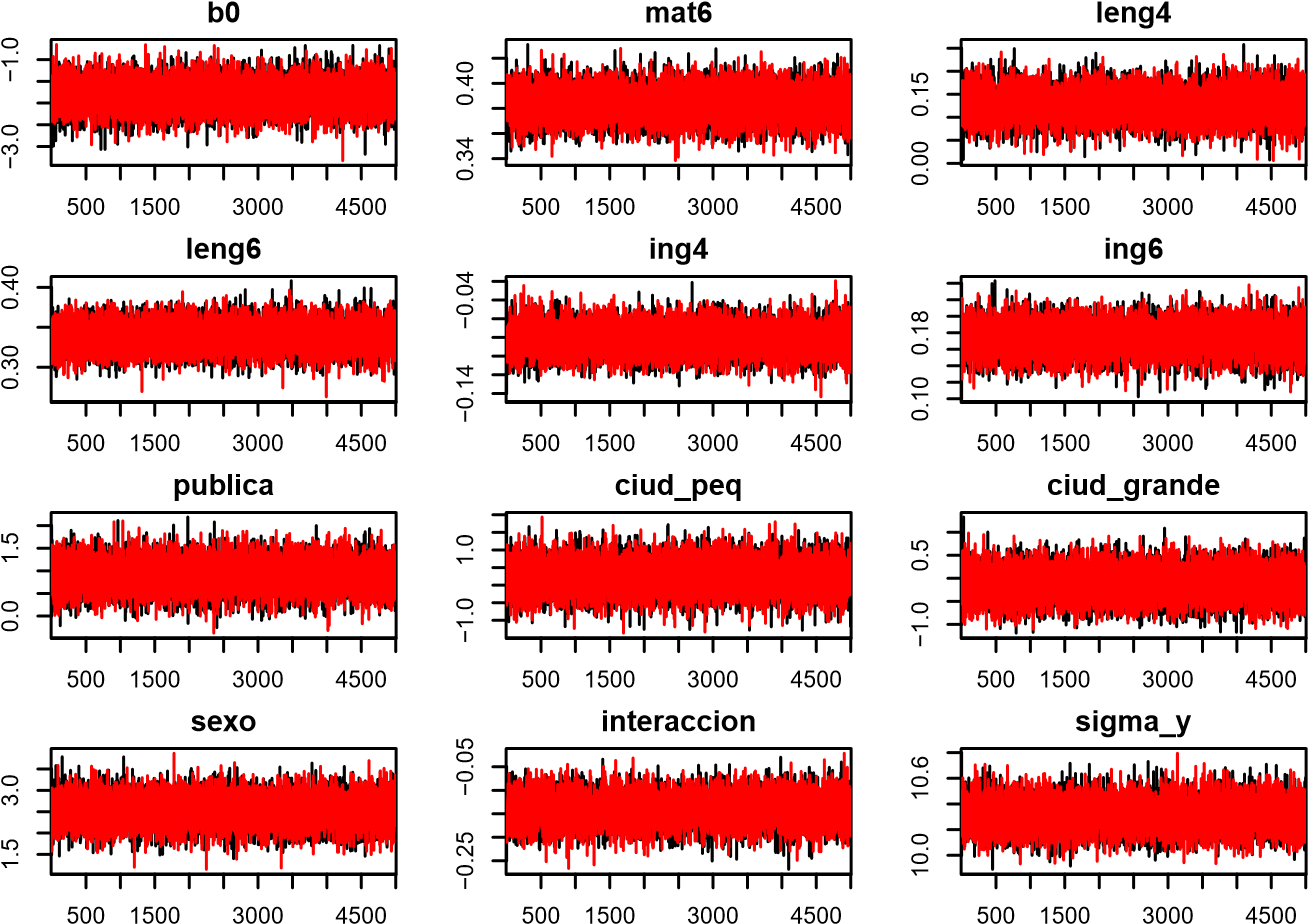 b0 mat6 leng4
−1.0 −3.0 0.40 0.34 0.15 0.00
500 1500 3000 4500 500 1500 3000 4500 500 1500 3000 4500
leng6 ing4 ing6
0.40 0.30 −0.04 −0.14 0.18 0.10
500 1500 3000 4500 500 1500 3000 4500 500 1500 3000 4500
publica ciud_peq ciud_grande
1.5 0.0 1.0 −1.0 0.5 −1.0
500 1500 3000 4500 500 1500 3000 4500 500 1500 3000 4500
sexo interaccion sigma_y
3.0 1.5 −0.05 −0.25 10.6 10.0
500 1500 3000 4500 500 1500 3000 4500 500 1500 3000 4500